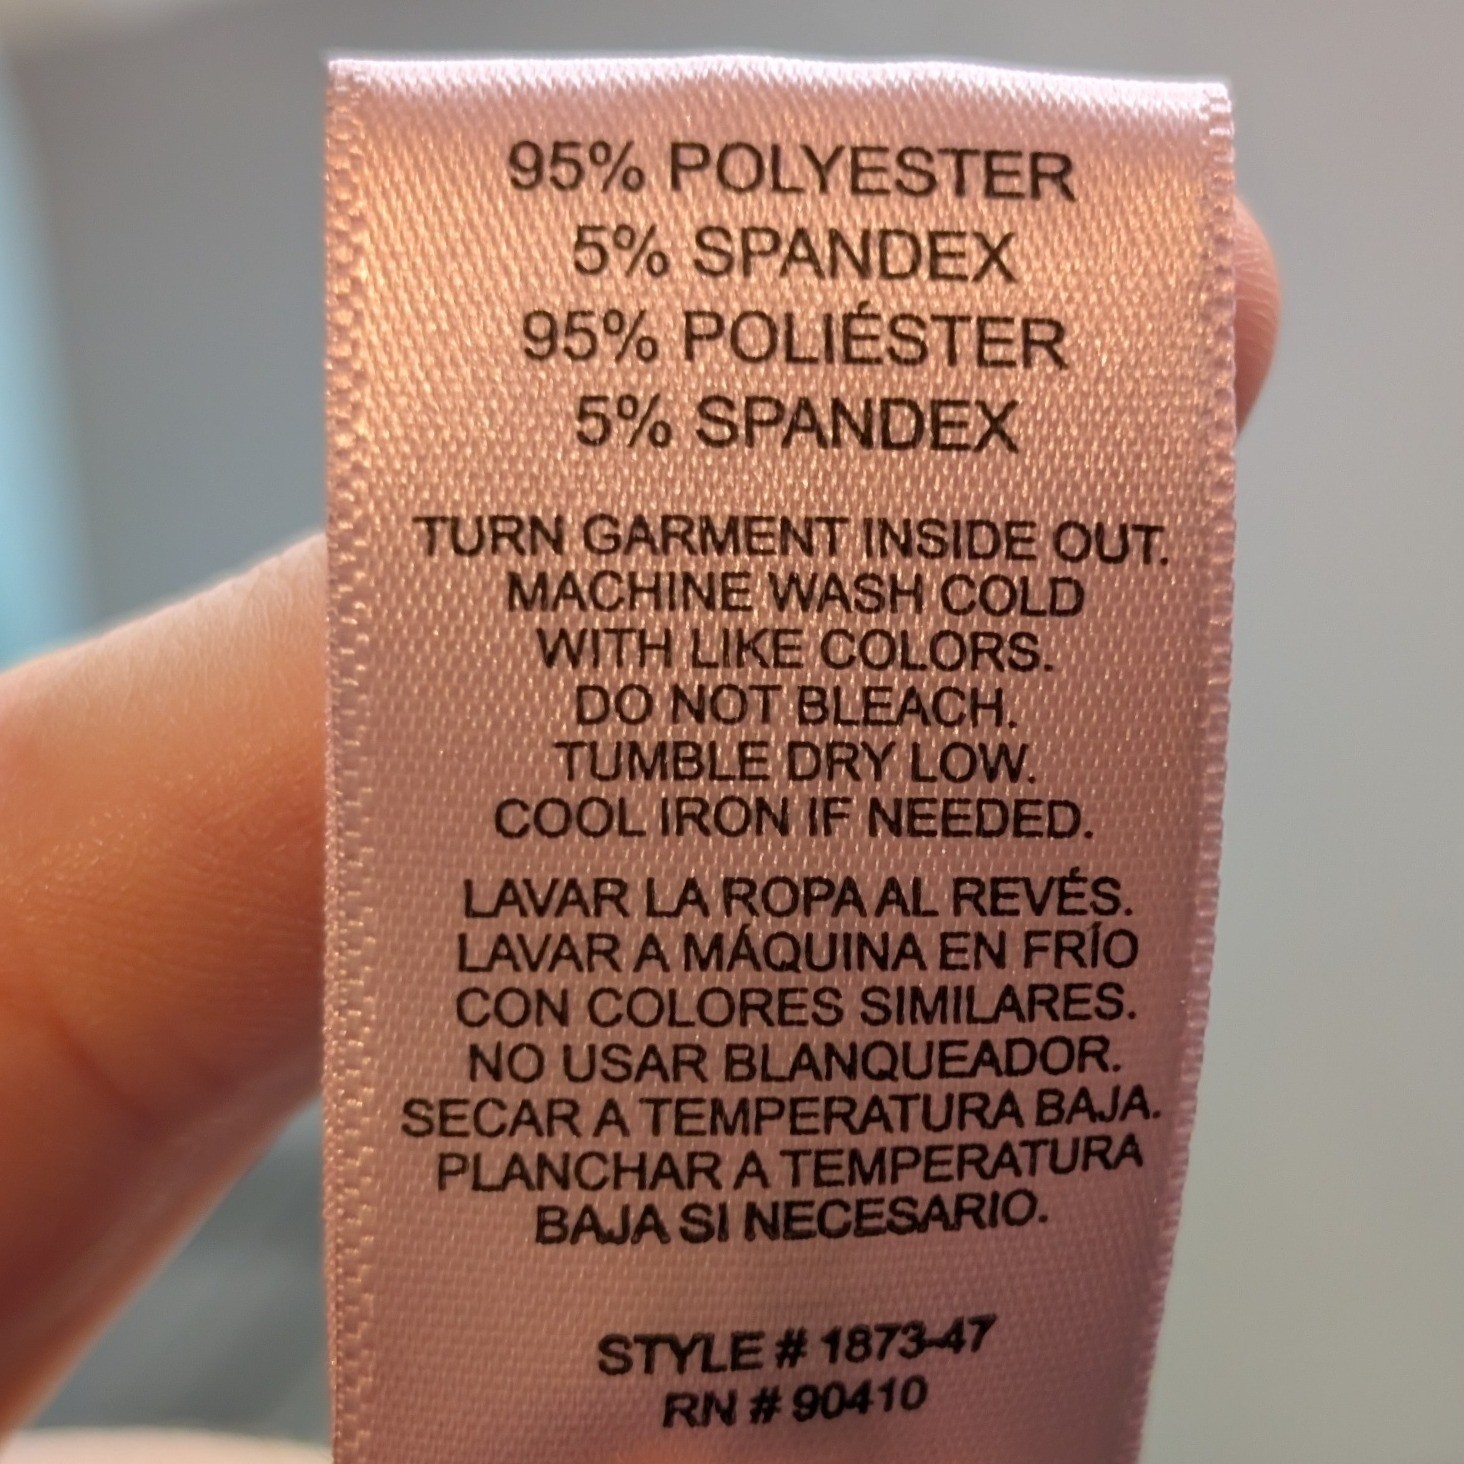 95% POLYESTER
5% SPANDEX
95% POLIÉSTER
5% SPANDEX
TURN GARMENT INSIDE OUT.
MACHINE WASH COLD
WITH LIKE COLORS.
DO NOT BLEACH.
TUMBLE DRY LOW.
COOL IRON IF NEEDED.
LAVAR LA ROPA AL REVÉS.
LAVAR A MÁQUINA EN FRÍO
CON COLORES SIMILARES.
NO USAR BLANQUEADOR.
SECAR A TEMPERATURA BAJA.
PLANCHAR A TEMPERATURA
BAJA SI NECESARIO.
STYLE # 1873-47
RN # 90410